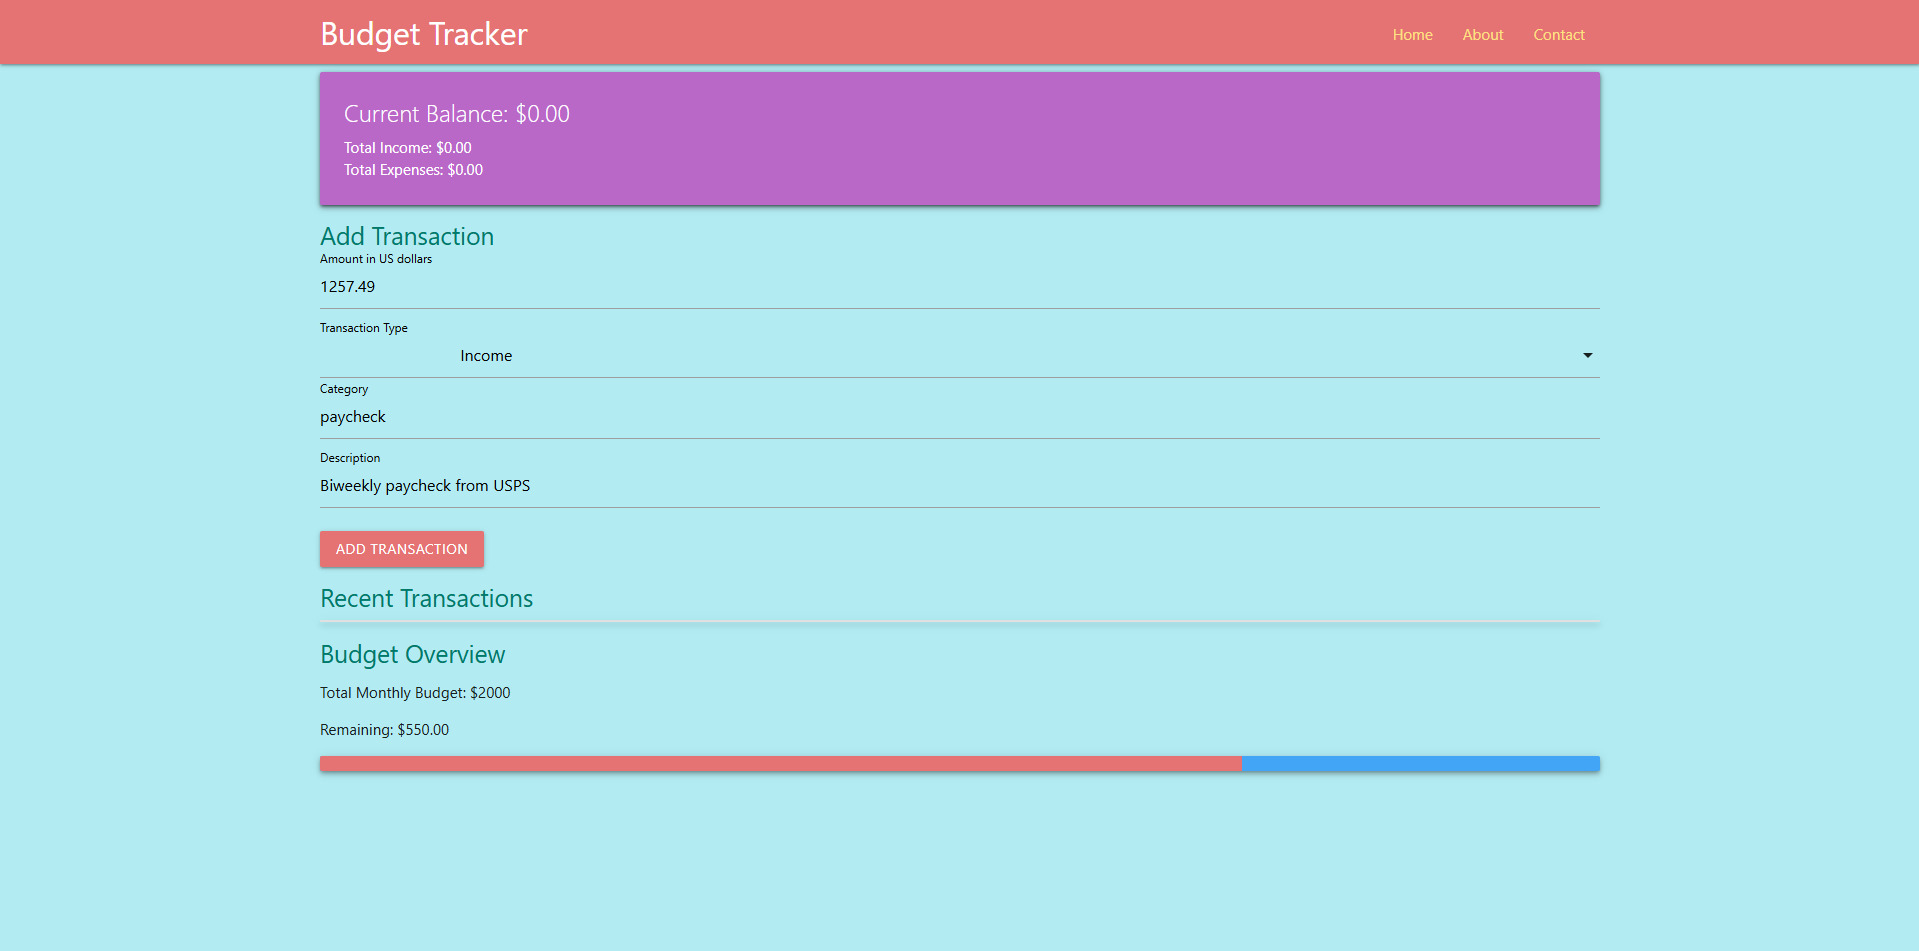 Budget Tracker
Home About Contact
Current Balance: $0.00
Total Income: $0.00
Total Expenses: $0.00
Add Transaction
Amount in US dollars
1257.49
Transaction Type
Income
Category
paycheck
Description
Biweekly paycheck from USPS
ADD TRANSACTION
Recent Transactions
Budget Overview
Total Monthly Budget: $2000
Remaining: $550.00